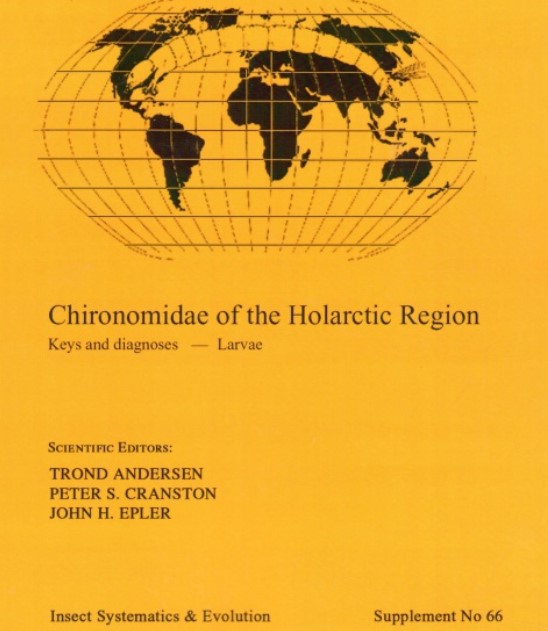 Chironomidae of the Holarctic Region
Keys and diagnoses — Larvae
Scientific Editors:
TROND ANDERSEN
PETER S. CRANSTON
JOHN H. EPLER
Insect Systematics & Evolution Supplement No 66